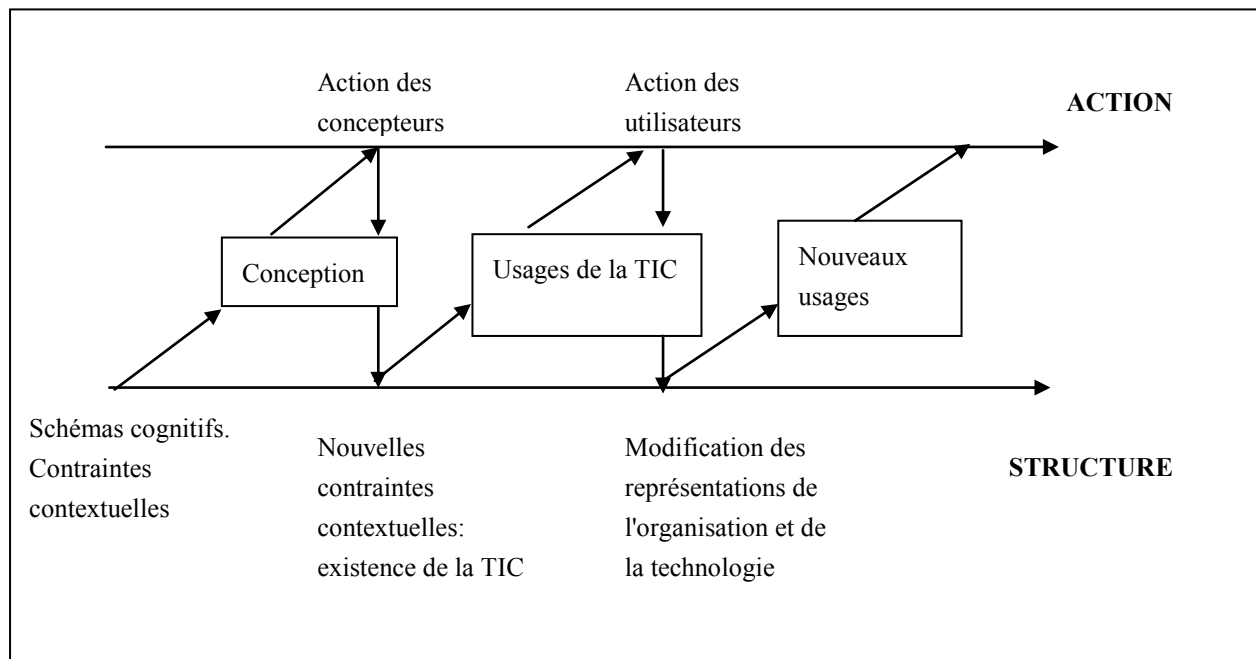 Action des
concepteurs
Action des
utilisateurs
ACTION
Conception
Usages de la TIC
Nouveaux
usages
Schémas cognitifs.
Contraintes
contextuelles
Nouvelles
contraintes
contextuelles:
existence de la TIC
Modification des
représentations de
l'organisation et de
la technologie
STRUCTURE